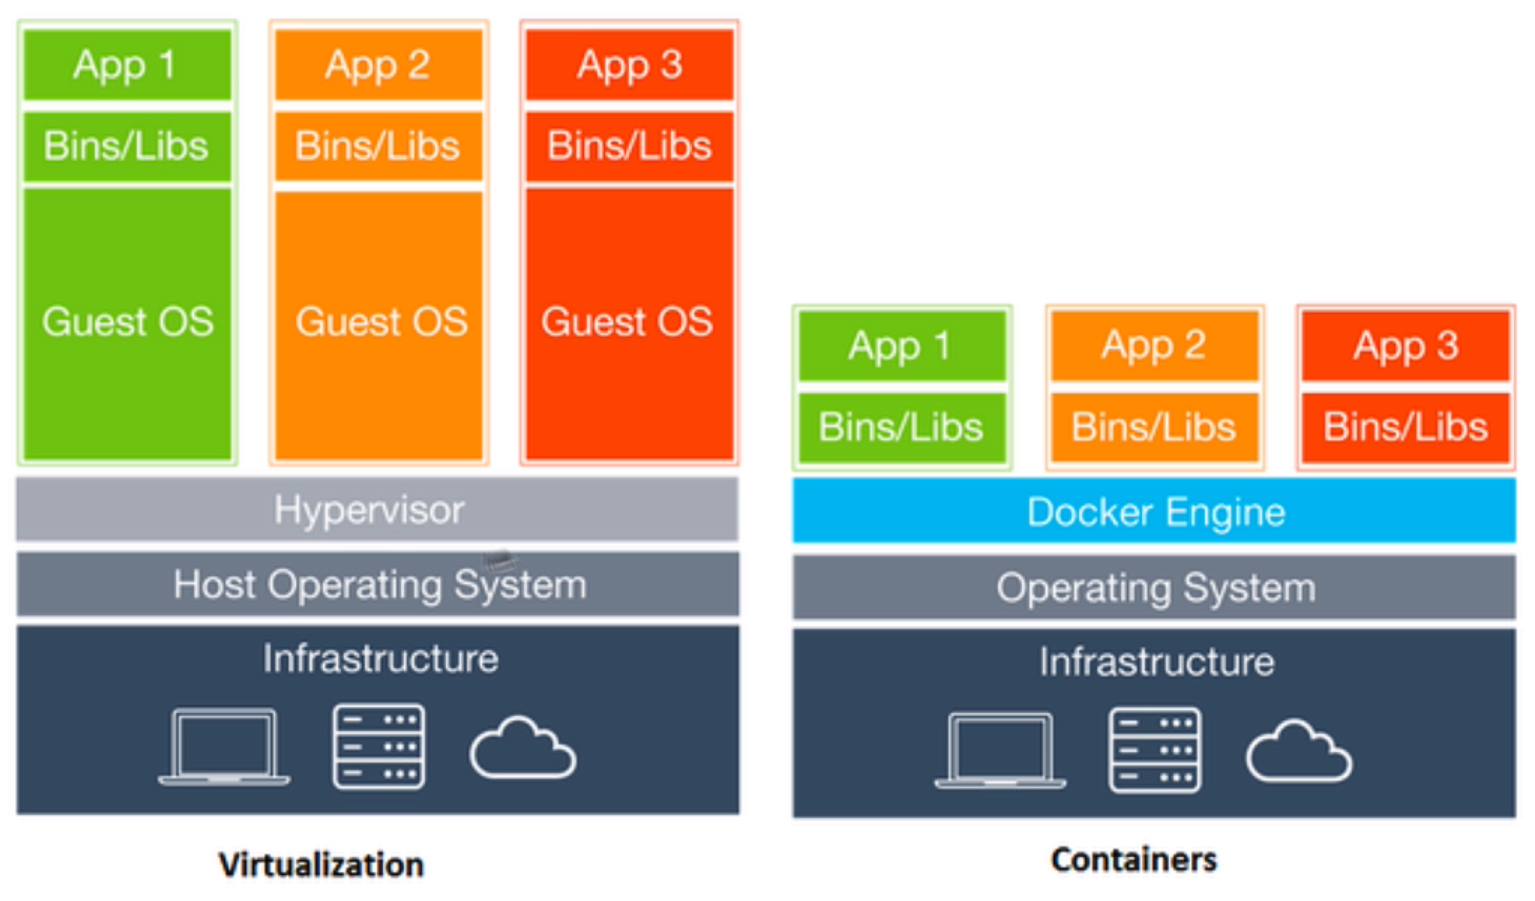 App 1
App 2
App 3
Bins/Libs
Bins/Libs
Bins/Libs
Guest OS
Guest OS
Guest OS
Hypervisor
Host Operating System
Infrastructure
Virtualization
App 1
App 2
App 3
Bins/Libs
Bins/Libs
Bins/Libs
Docker Engine
Operating System
Infrastructure
Containers